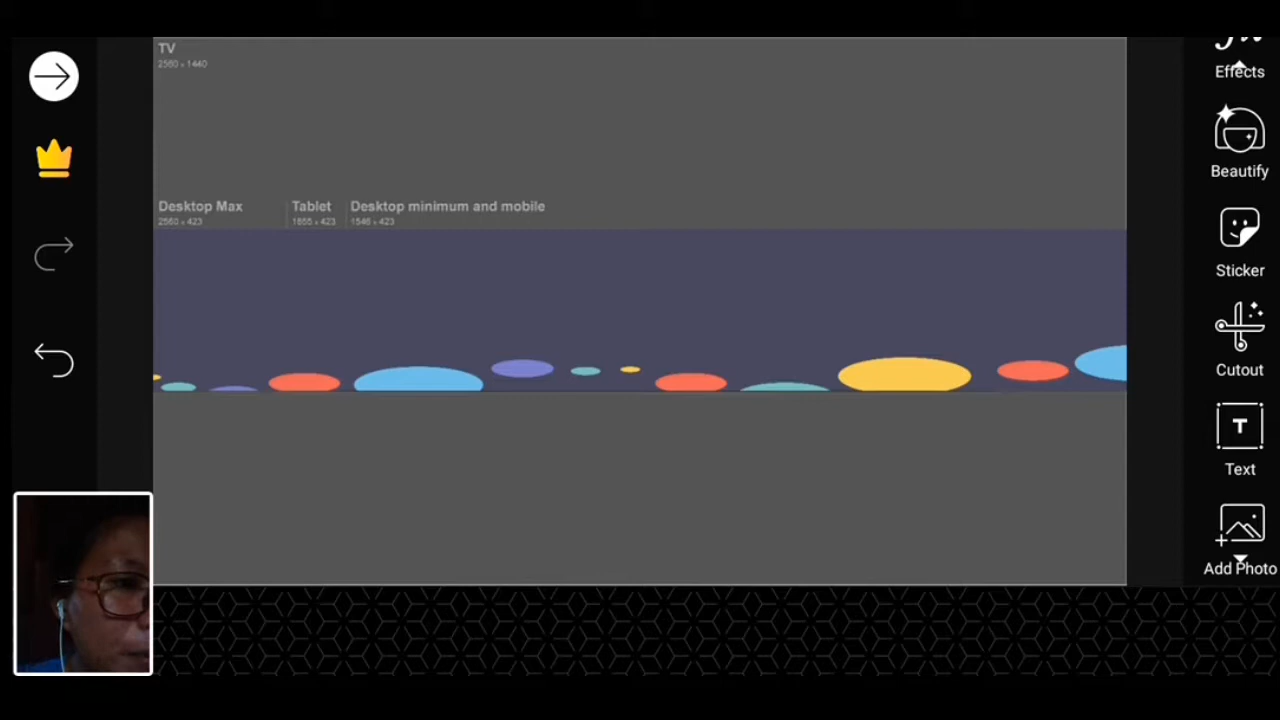 TV
2560 x 1440
Desktop Max
2560 x 423
Tablet
1855 x 423
Desktop minimum and mobile
1546 x 423
Effects
Beautify
Sticker
Cutout
T
Text
Add Photo